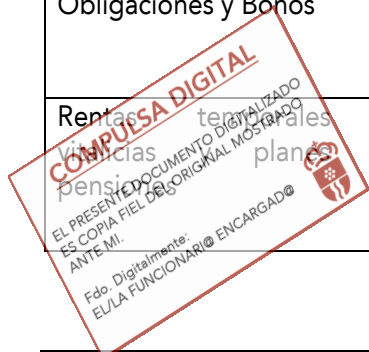 Obligaciones y Bonos
Rentas temporales
vitalicias y planes
pensiones
COMPULSA DIGITAL
EL PRESENTE DOCUMENTO DIGITALIZADO
ES COPIA FIEL DEL ORIGINAL MOSTRADO
ANTE MI.
Fdo. Digitalmente:
EL/LA FUNCIONARI@ ENCARGAD@